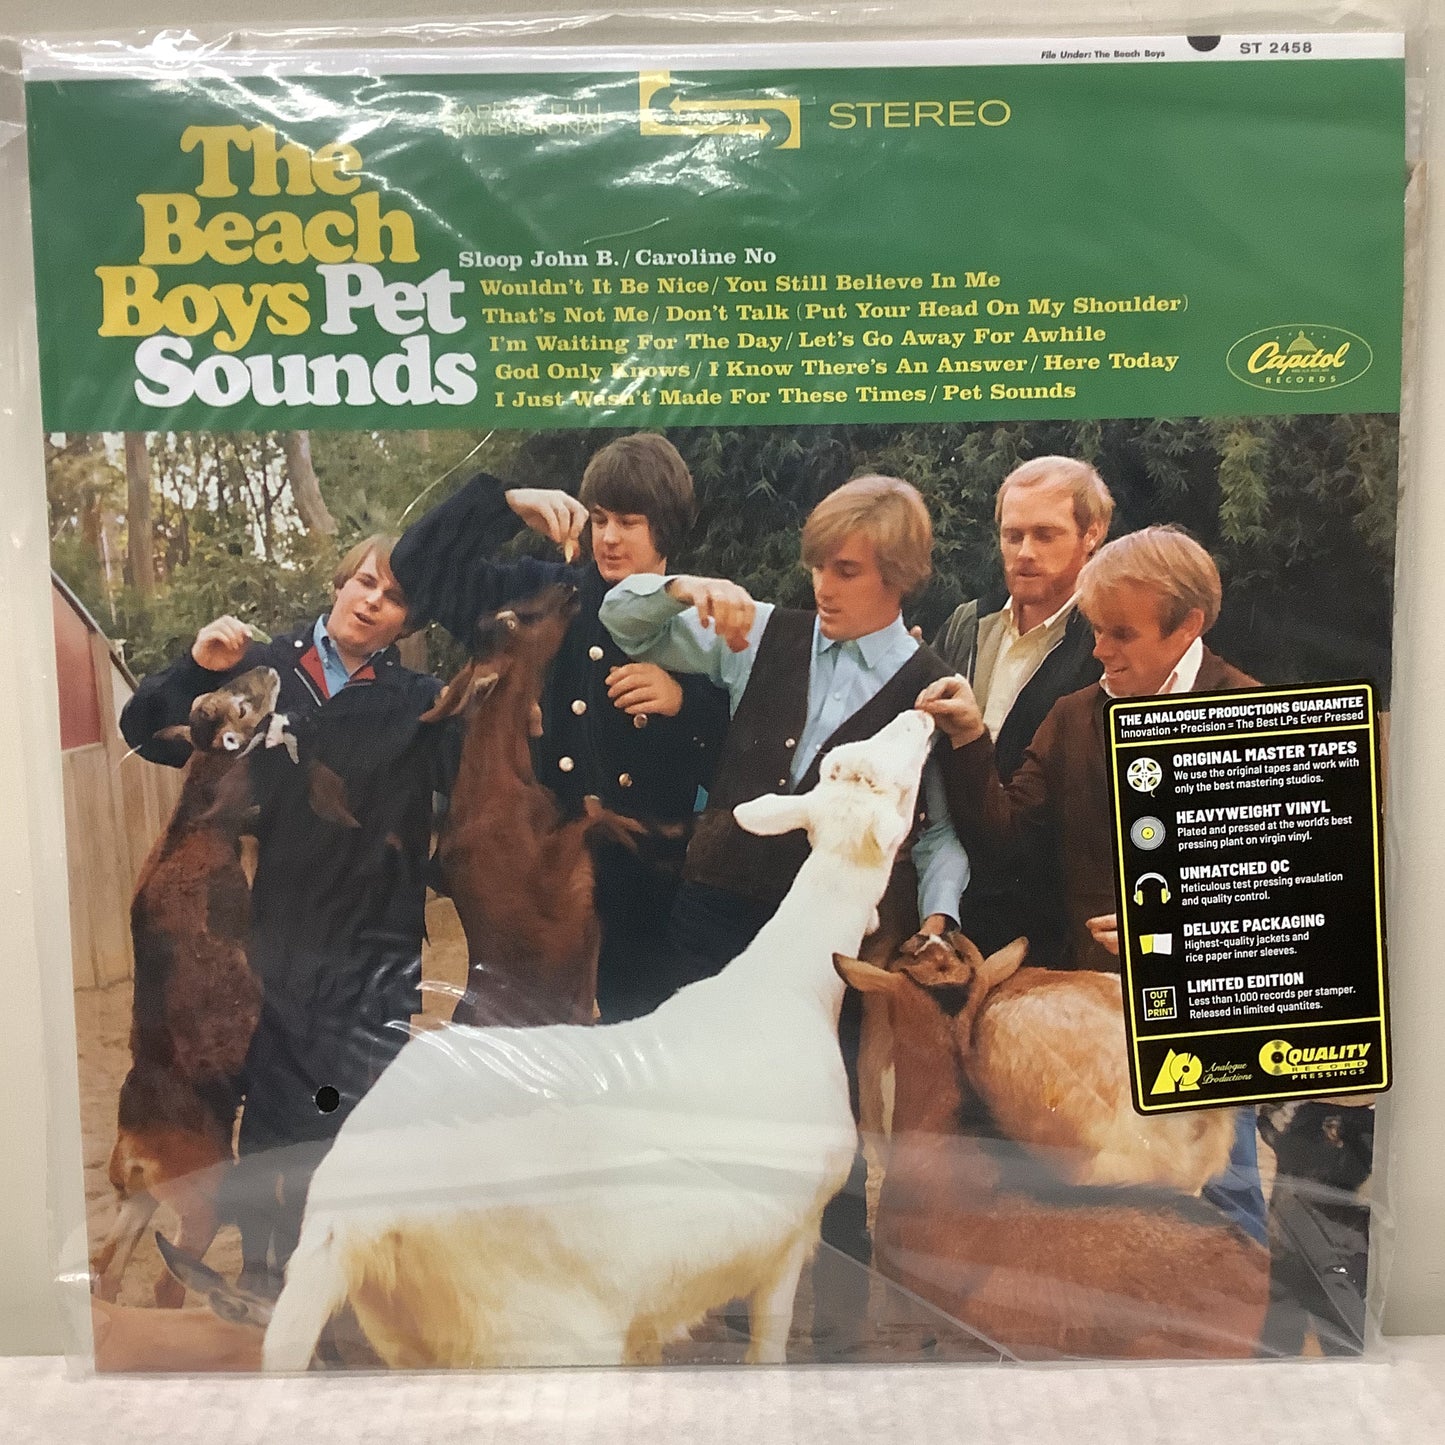 File Under: The Beach Boys
ST 2458
CAPITOL FULL
DIMENSIONAL
STEREO
The
Beach
Boys Pet
Sounds
Sloop John B./Caroline No
Wouldn't It Be Nice/You Still Believe In Me
That's Not Me/Don't Talk (Put Your Head On My Shoulder)
I'm Waiting For The Day/Let's Go Away For Awhile
God Only Knows/I Know There's An Answer/Here Today
I Just Wasn't Made For These Times/Pet Sounds
Capitol
RECORDS
THE ANALOGUE PRODUCTIONS GUARANTEE
Innovation + Precision = The Best LPs Ever Pressed
ORIGINAL MASTER TAPES
We use the original tapes and work with
only the best mastering studios.
HEAVYWEIGHT VINYL
Plated and pressed at the world's best
pressing plant on virgin vinyl.
UNMATCHED QC
Meticulous test pressing evaulation
and quality control.
DELUXE PACKAGING
Highest-quality jackets and
rice paper inner sleeves.
OUT
OF
PRINT
LIMITED EDITION
Less than 1,000 records per stamper.
Released in limited quantites.
AP
Analogue
Productions
QUALITY
RECORD
PRESSINGS